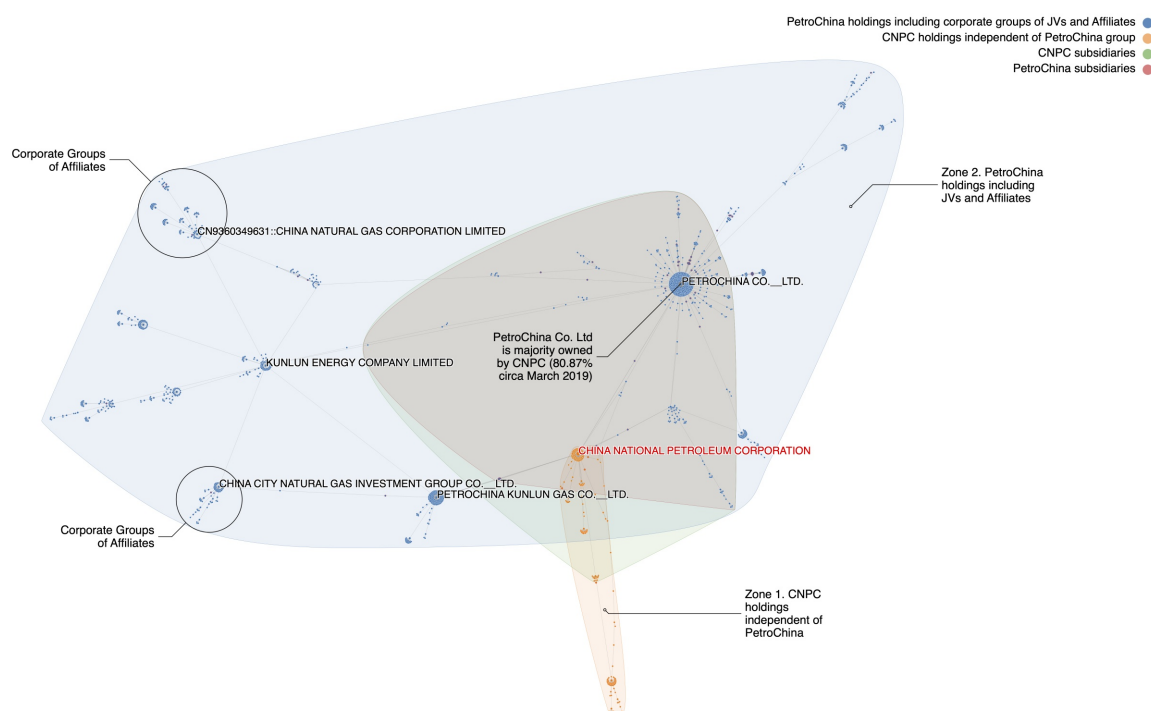 PetroChina holdings including corporate groups of JVs and Affiliates
CNPC holdings independent of PetroChina group
CNPC subsidiaries
PetroChina subsidiaries
Corporate Groups
of Affiliates
Zone 2. PetroChina
holdings including
JVs and Affiliates
CN9360349631::CHINA NATURAL GAS CORPORATION LIMITED
PETROCHINA CO.__LTD.
PetroChina Co. Ltd
is majority owned
by CNPC (80.87%
circa March 2019)
KUNLUN ENERGY COMPANY LIMITED
CHINA NATIONAL PETROLEUM CORPORATION
CHINA CITY NATURAL GAS INVESTMENT GROUP CO.__LTD.
PETROCHINA KUNLUN GAS CO.__LTD.
Corporate Groups
of Affiliates
Zone 1. CNPC
holdings
independent of
PetroChina